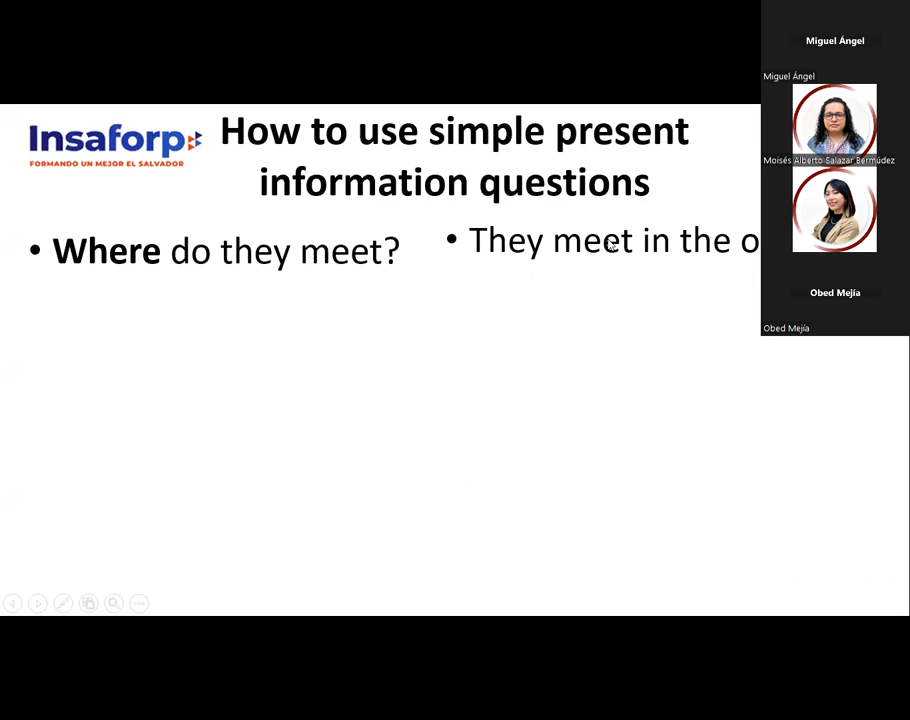 Insaforp
FORMANDO UN MEJOR EL SALVADOR
How to use simple present
information questions
• Where do they meet?
• They meet in the o
Miguel Ángel
Miguel Ángel
Moisés Alberto Salazar Bermúdez
Obed Mejía
Obed Mejía